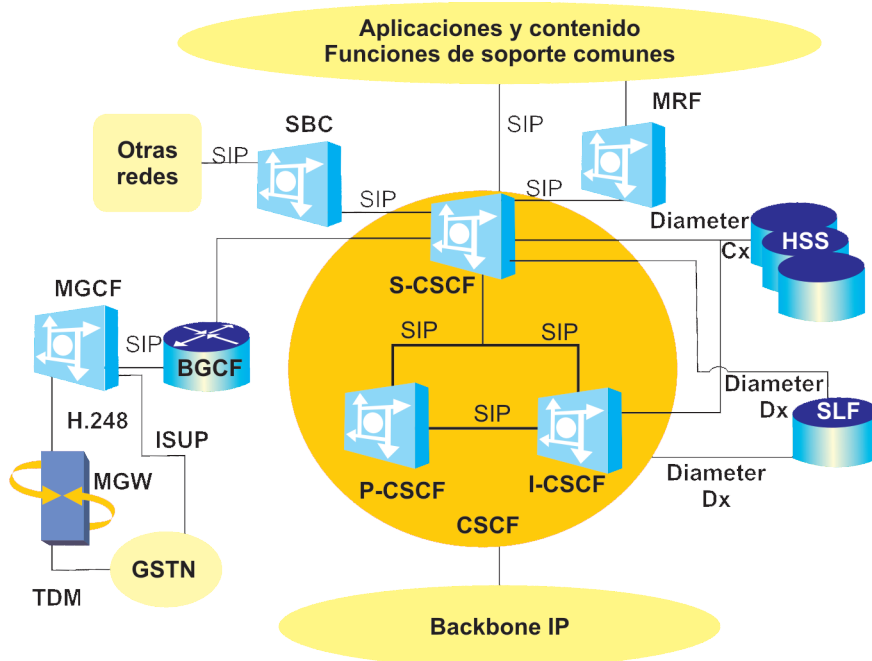 Aplicaciones y contenido
Funciones de soporte comunes
MRF
SBC
SIP
Otras
redes
SIP
SIP
SIP
Diameter
Cx
HSS
S-CSCF
MGCF
SIP
BGCF
SIP
SIP
H.248
ISUP
SIP
Diameter
Dx
SLF
MGW
P-CSCF
I-CSCF
Diameter
Dx
CSCF
GSTN
TDM
Backbone IP